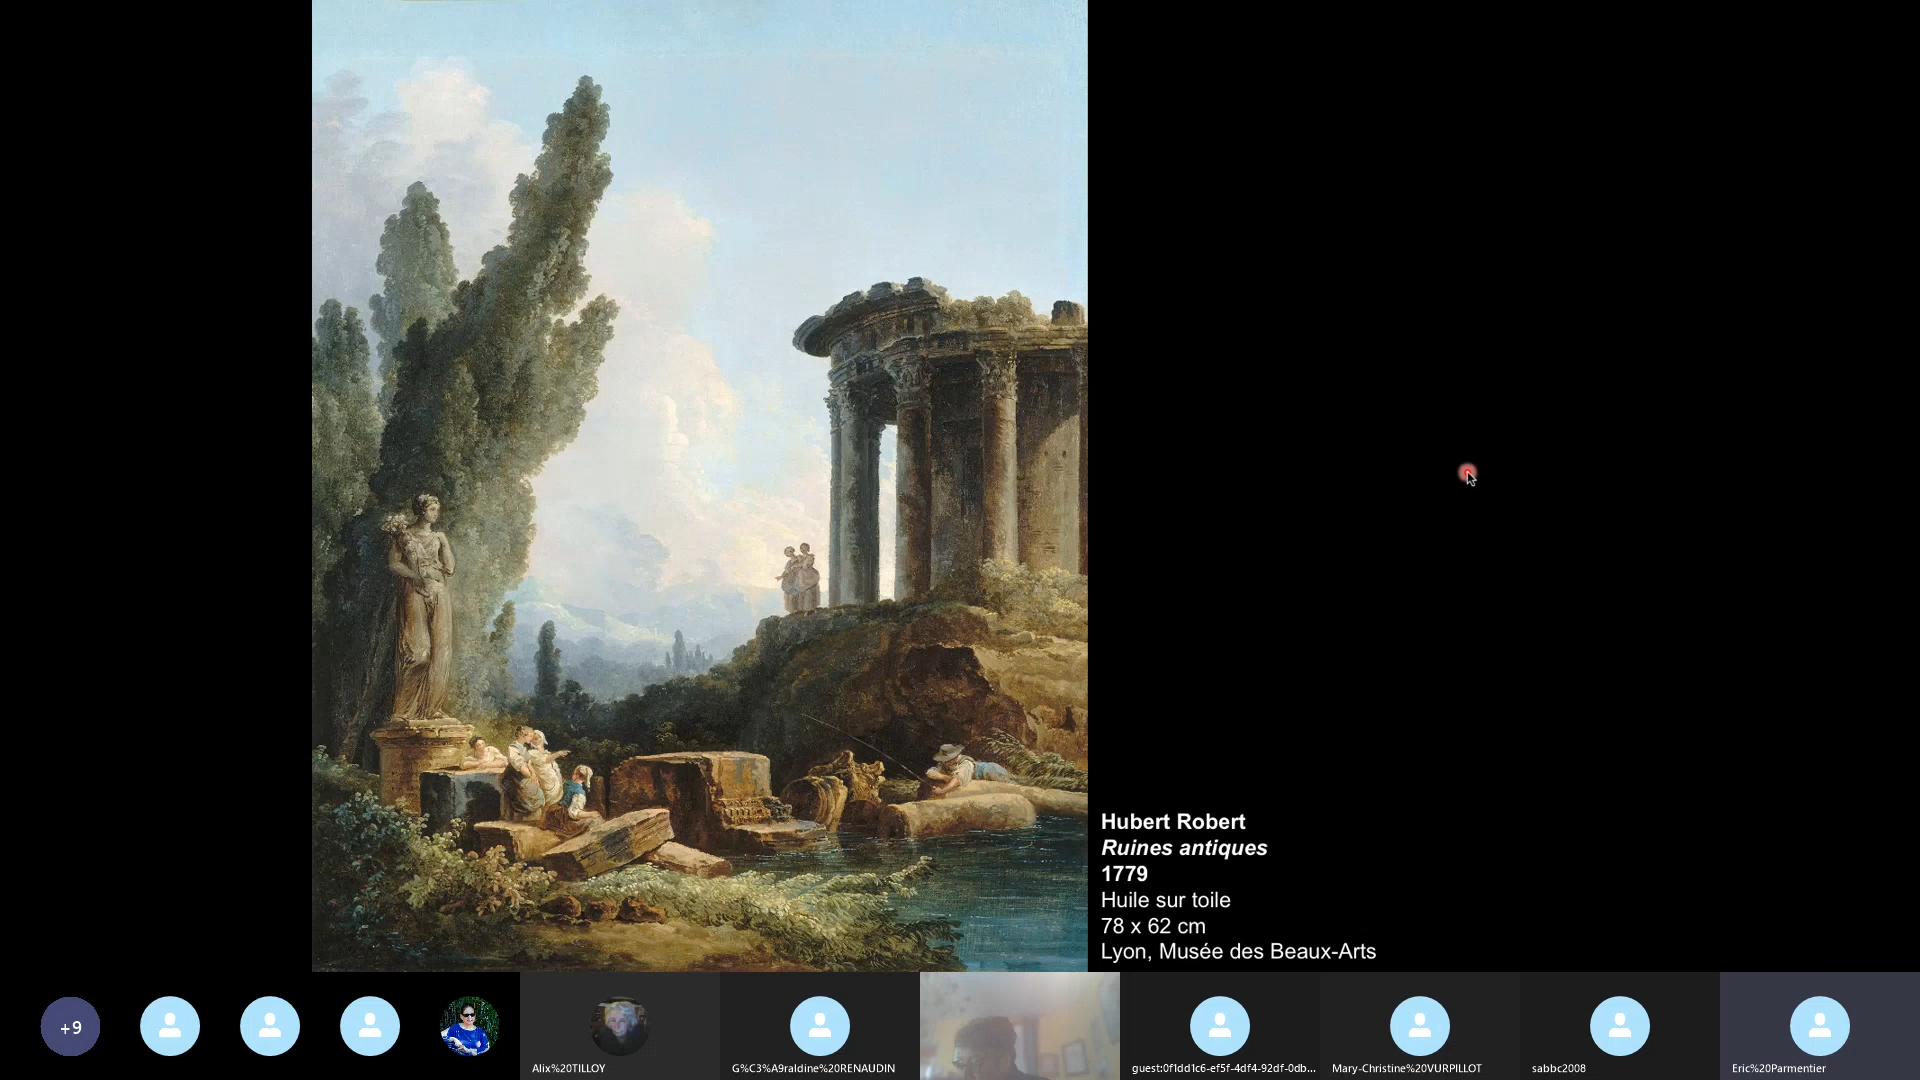 Hubert Robert
Ruines antiques
1779
Huile sur toile
78 x 62 cm
Lyon, Musée des Beaux-Arts
+9
Alix%20TILLOY
G%C3%A9raldine%20RENAUDIN
guest:0f1dd1c6-ef5f-4df4-92df-0db...
Mary-Christine%20VURPILLOT
sabbc2008
Eric%20Parmentier